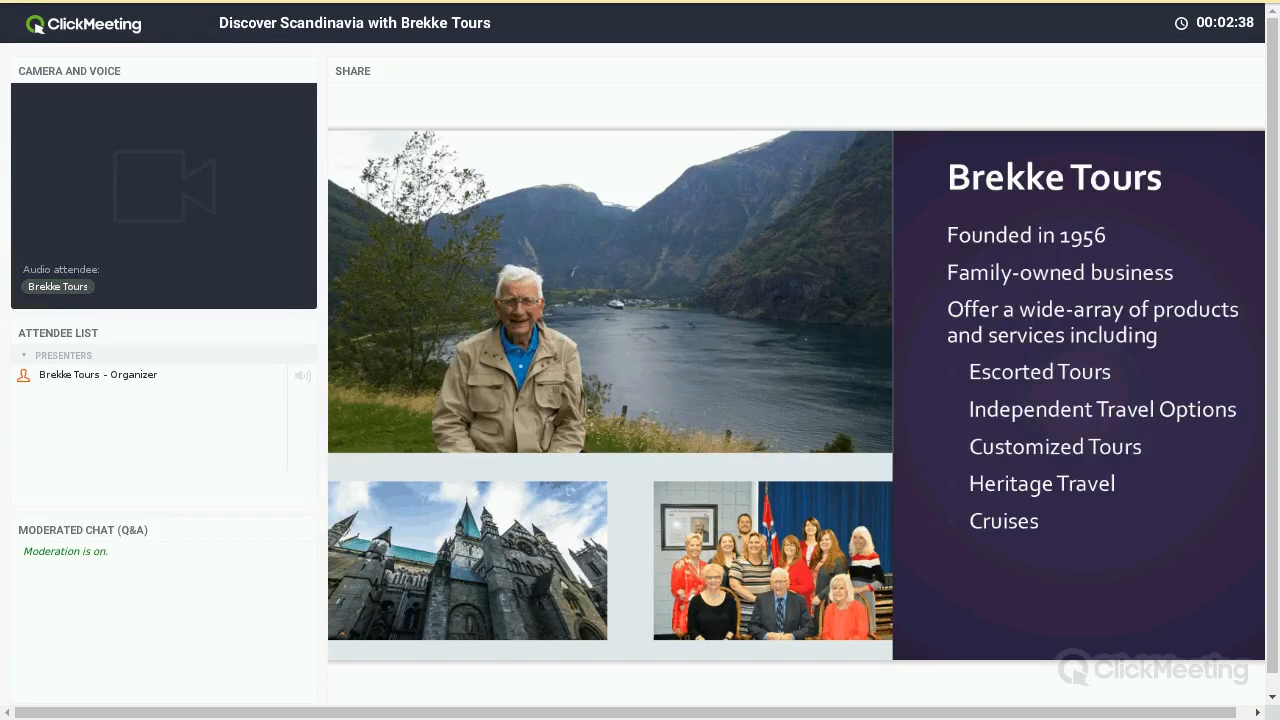 ClickMeeting
Discover Scandinavia with Brekke Tours
00:02:38
CAMERA AND VOICE
Audio attendee:
Brekke Tours
ATTENDEE LIST
PRESENTERS
Brekke Tours - Organizer
MODERATED CHAT (Q&A)
Moderation is on.
SHARE
Brekke Tours
Founded in 1956
Family-owned business
Offer a wide-array of products
and services including
Escorted Tours
Independent Travel Options
Customized Tours
Heritage Travel
Cruises
ClickMeeting